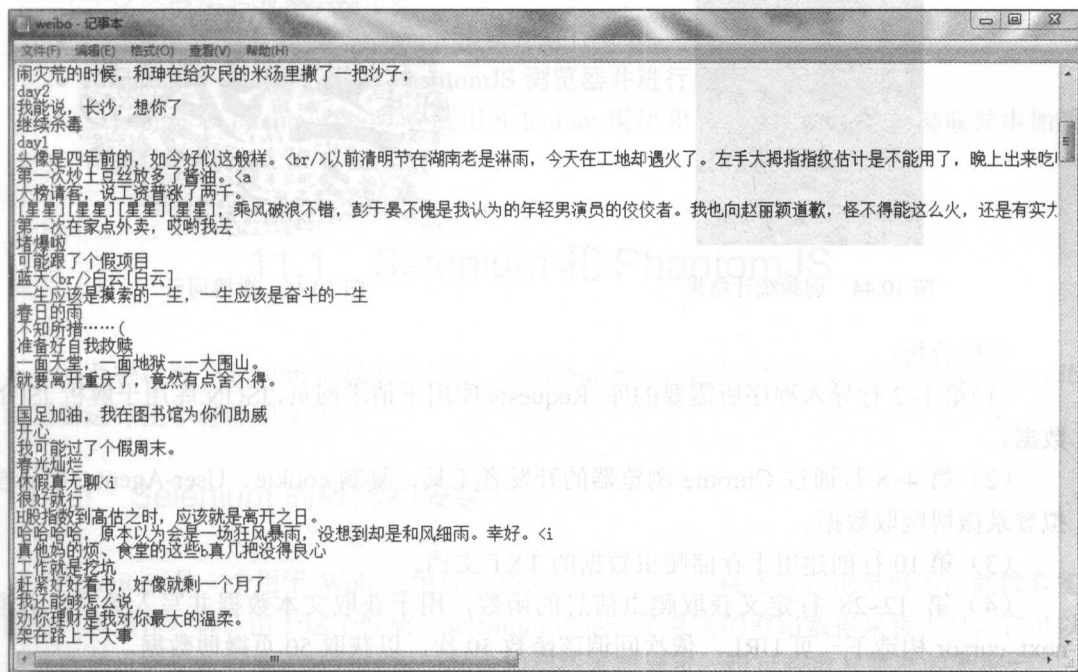 weibo - 记事本
文件(F) 编辑(E) 格式(O) 查看(V) 帮助(H)
闹灾荒的时候，和珅在给灾民的米汤里撒了一把沙子，
day2
我能说，长沙，想你了
继续杀毒
day1
头像是四年前的，如今好似这般样。<br/>以前清明节在湖南老是淋雨，今天在工地却遇火了。左手大拇指指纹估计是不能用了，晚上出来吃
第一次炒土豆丝放多了酱油。<a
大榜请客，说工资普涨了两千。
[星星][星星][星星][星星]，乘风破浪不错，彭于晏不愧是我认为的年轻男演员的佼佼者。我也向赵丽颖道歉，怪不得能这么火，还是有实力
第一次在家点外卖，哎哟我去
堵爆啦
可能跟了个假项目
蓝天<br/>白云[白云]
一生应该是摸索的一生，一生应该是奋斗的一生
春日的雨
不知所措……(
准备好自我救赎
一面天堂，一面地狱——大围山。
就要离开重庆了，竟然有点舍不得。
国足加油，我在图书馆为你们助威
开心
我可能过了个假周末。
春光灿烂
休假真无聊<i
很好就行
H股指数到高估之时，应该就是离开之日。
哈哈哈哈，原本以为会是一场狂风暴雨，没想到却是和风细雨。幸好。<i
真他妈的烦、食堂的这些b真几把没得良心
工作就是挖坑
赶紧好好看书，好像就剩一个月了
我还能够怎么说
劝你理财是我对你最大的温柔。
架在路上干大事